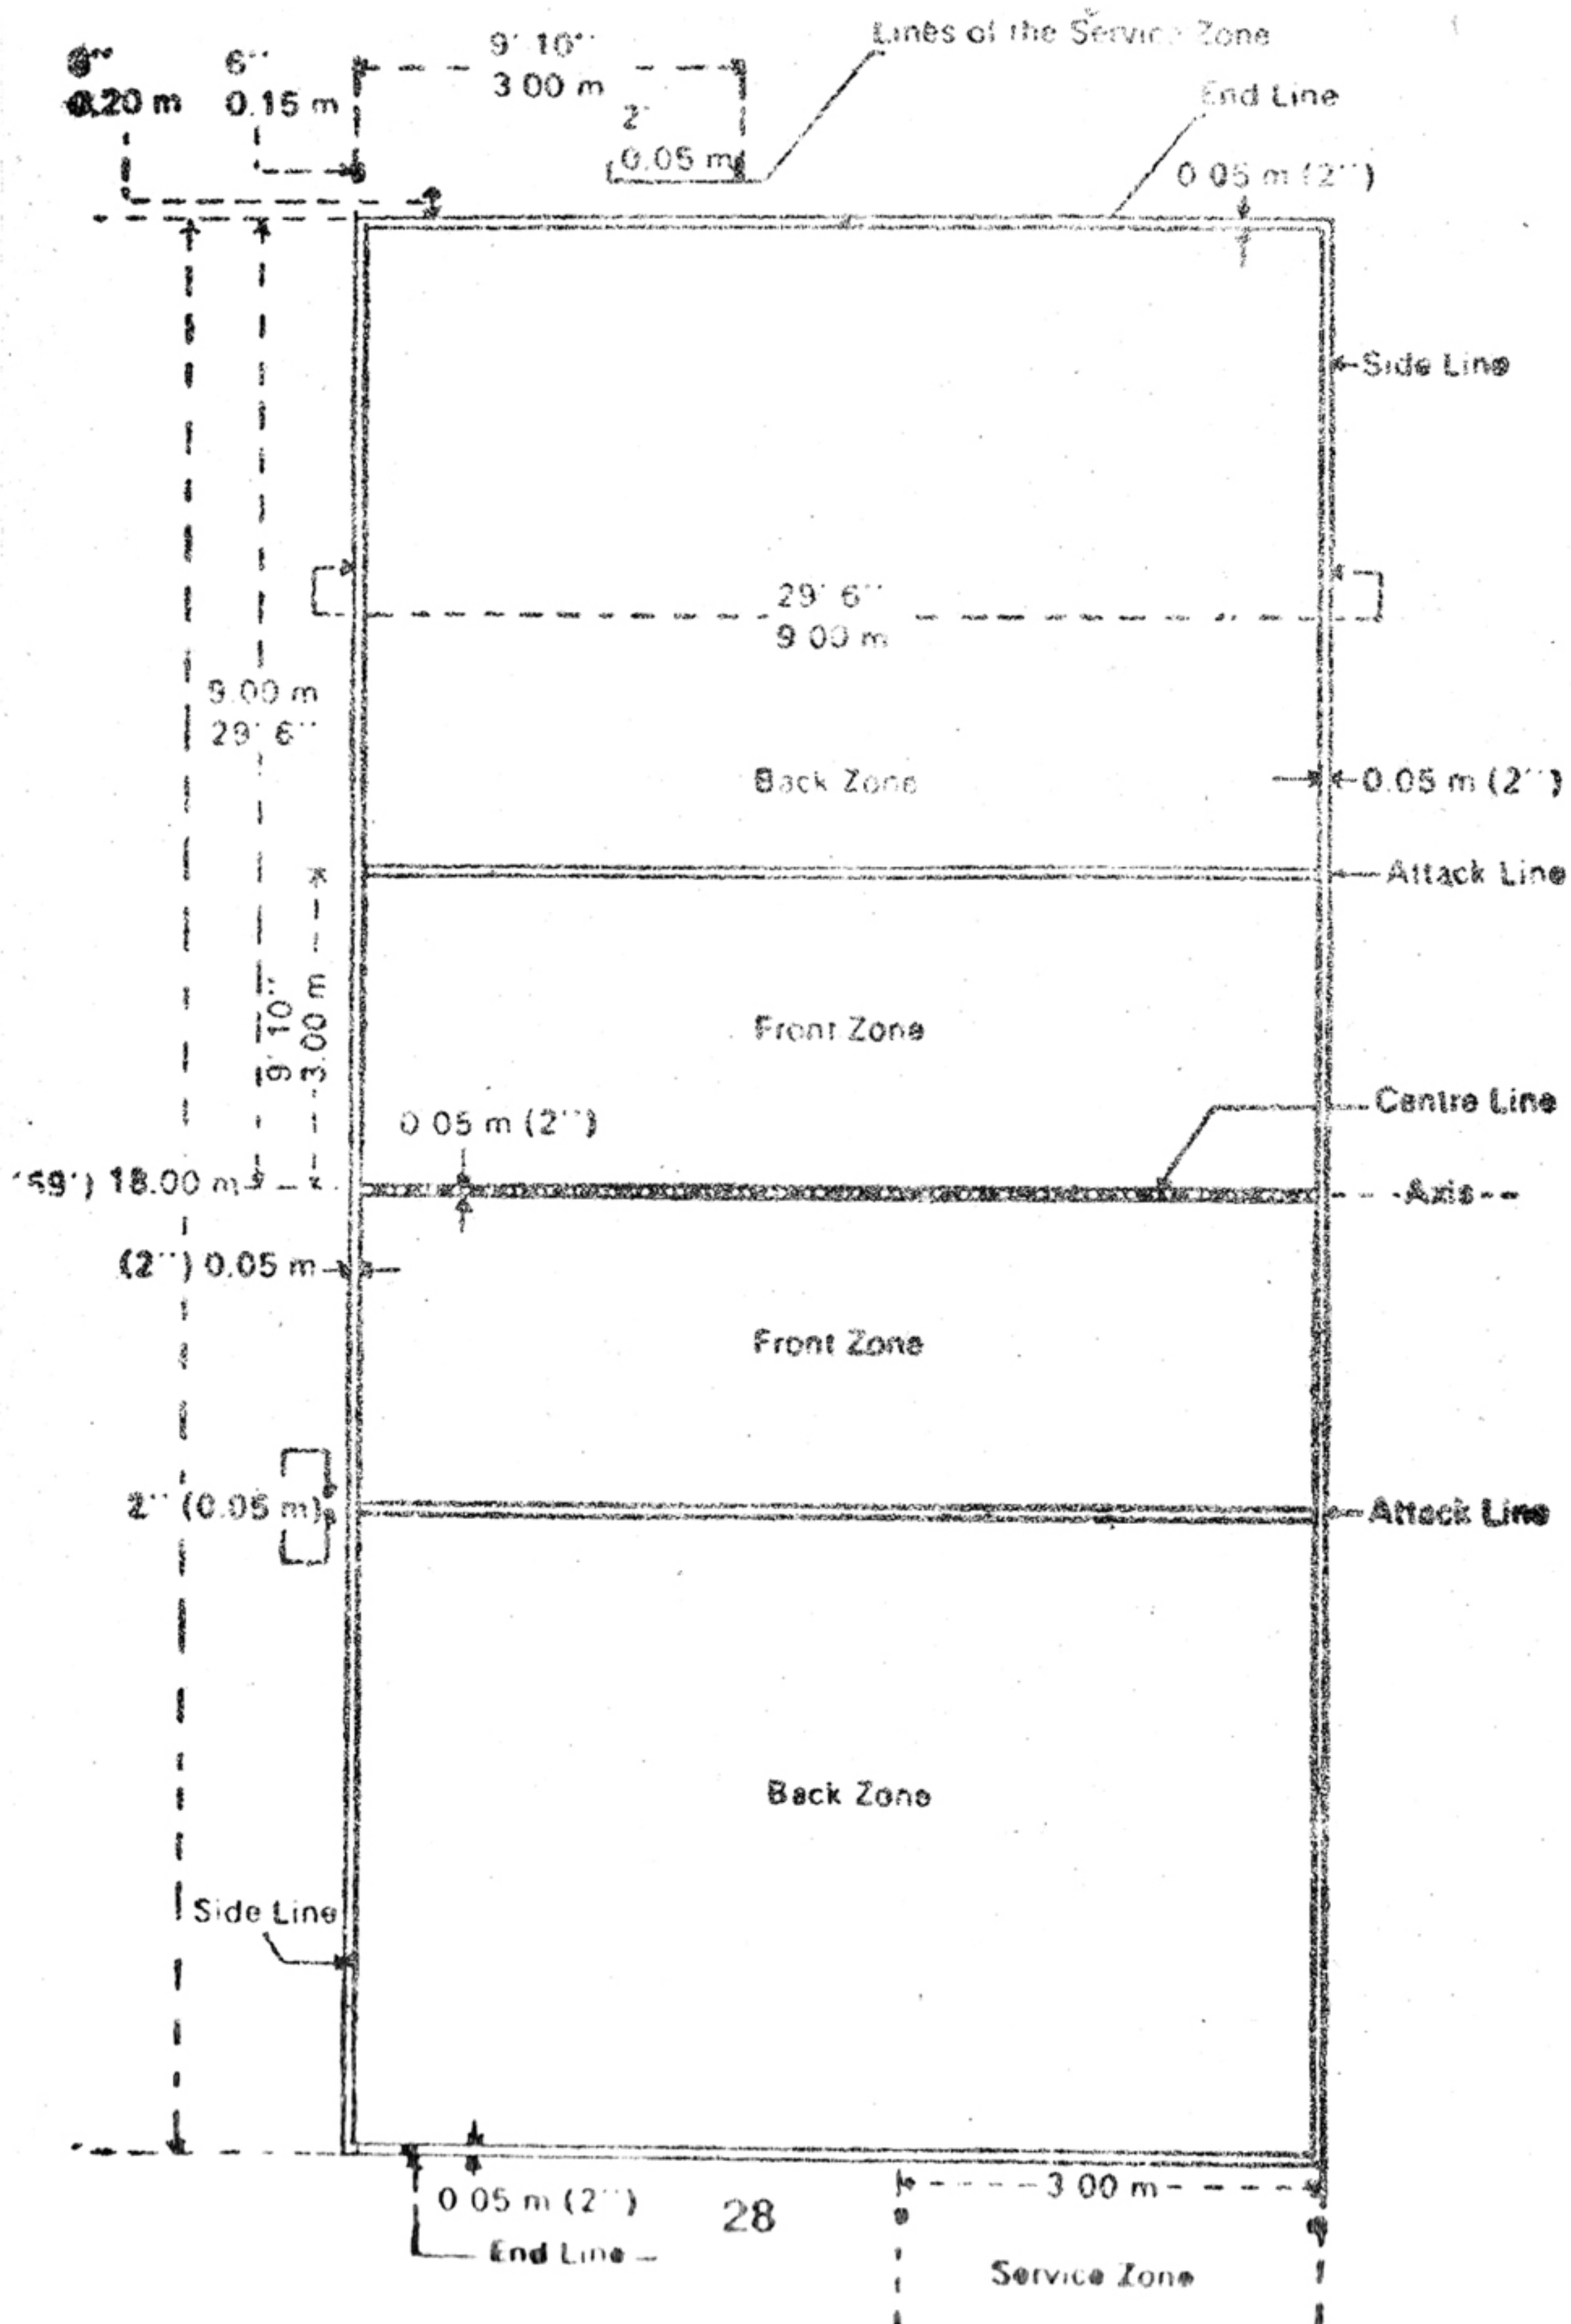 Lines of the Service Zone
9' 10''
6''
3 00 m
0.20 m
0.15 m
End Line
2''
0.05 m
0 05 m (2'')
Side Line
29' 6''
9 00 m
9.00 m
29' 6''
Back Zone
0.05 m (2'')
Attack Line
9' 10''
3.00 m
Front Zone
Centre Line
0 05 m (2'')
59') 18.00 m
Axis
(2'') 0.05 m
Front Zone
2'' (0.05 m)
Attack Line
Back Zone
Side Line
3 00 m
0 05 m (2'')
28
End Line
Service Zone